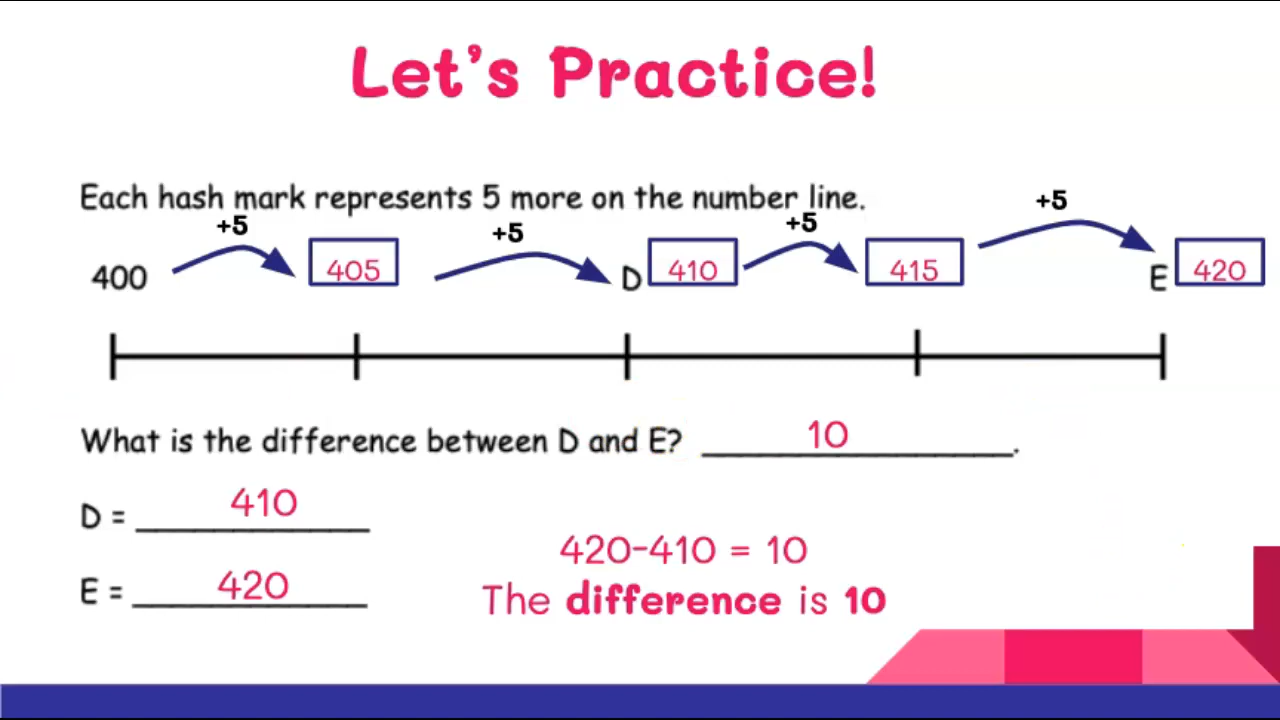 Let's Practice!
Each hash mark represents 5 more on the number line.
+5 +5 +5 +5
400 405 D 410 415 E 420
What is the difference between D and E? 10.
D = 410
E = 420
420-410 = 10
The difference is 10